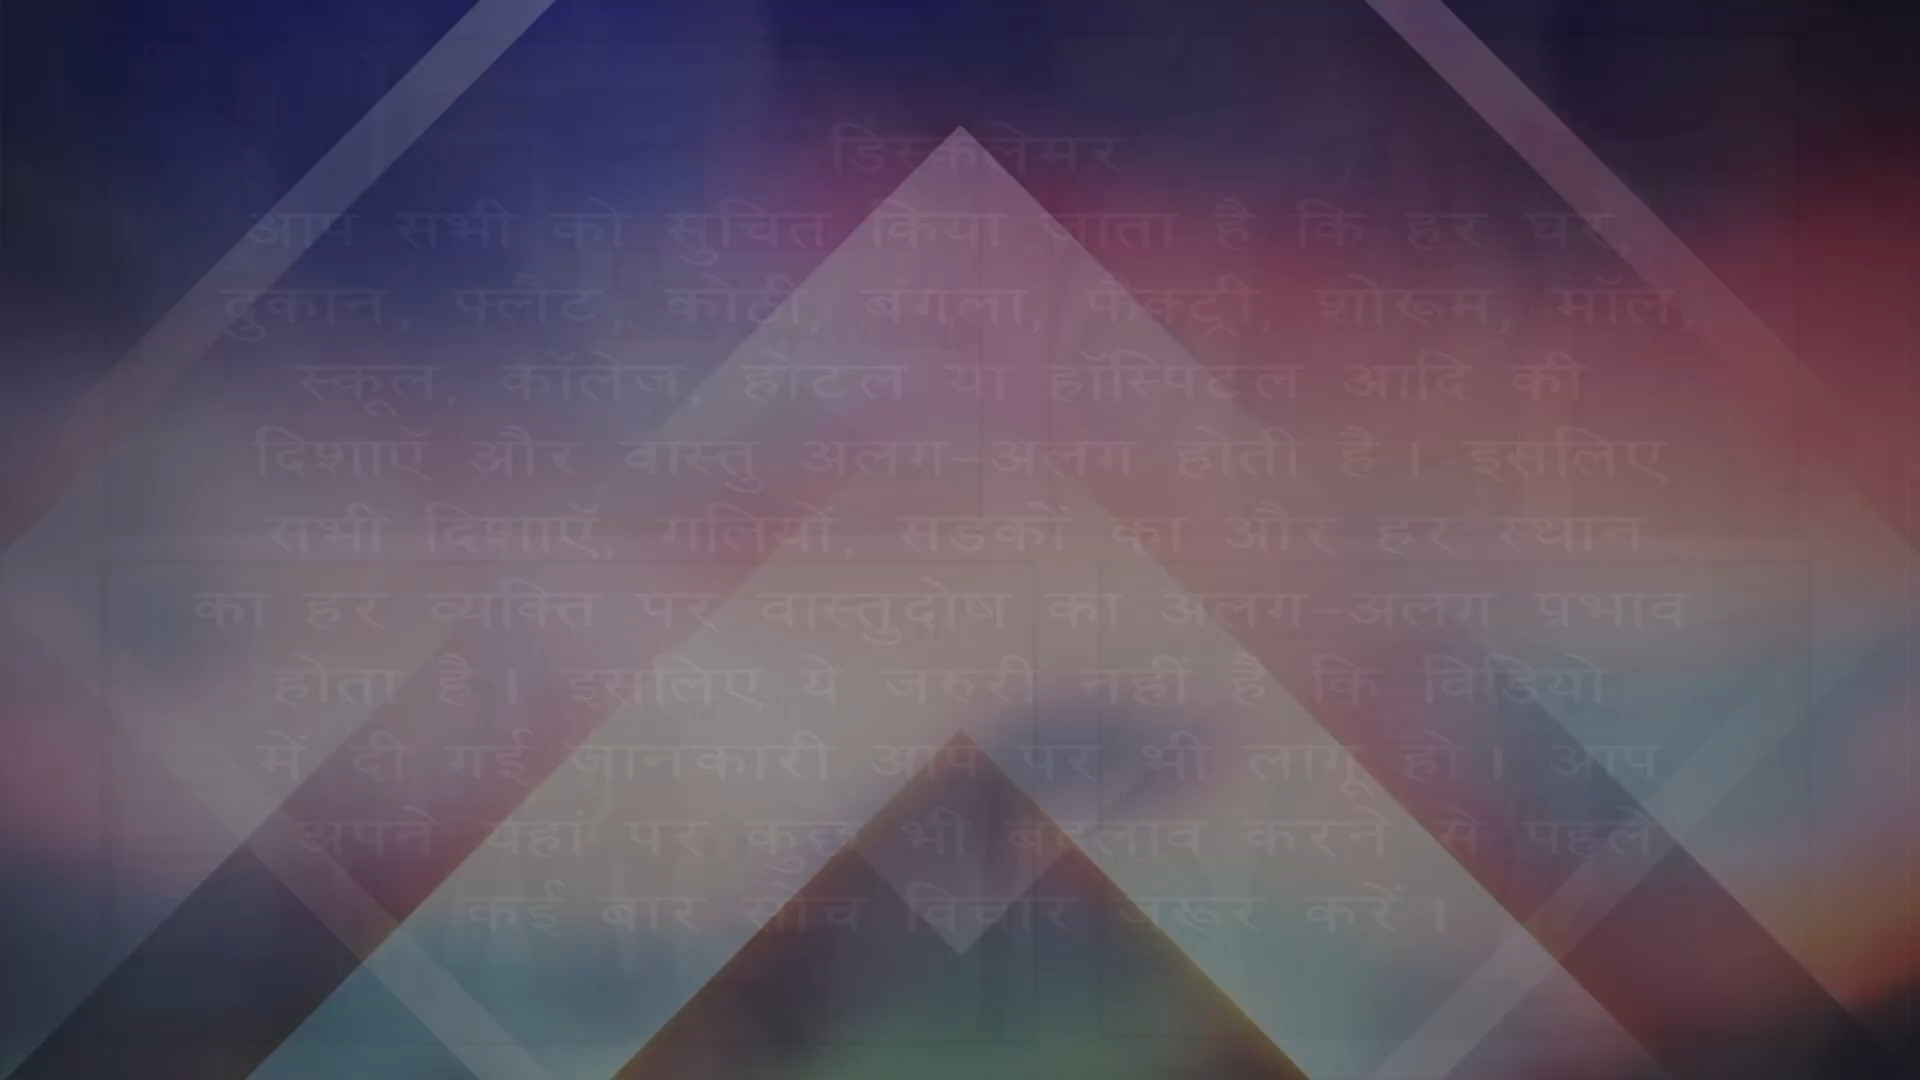 डिस्कलेमर
आप सभी को सुचित किया जाता है कि हर घर,
दुकान, फ्लैट, कोठी, बंगला, फैक्ट्री, शोरूम, मॉल,
स्कूल, कॉलेज, होटल या हॉस्पिटल आदि की
दिशाएँ और वास्तु अलग–अलग होती है।  इसलिए
सभी दिशाएँ, गलियों, सडकों का और हर स्थान
का हर व्यक्ति पर वास्तुदोष का अलग–अलग प्रभाव
होता है। इसलिए ये जरुरी नहीं है कि विडियो
में दी गई जानकारी आप पर भी लागू हो। आप
अपने यहां पर कुछ भी बदलाव करने से पहले
कई बार सोच विचार जरूर करें।